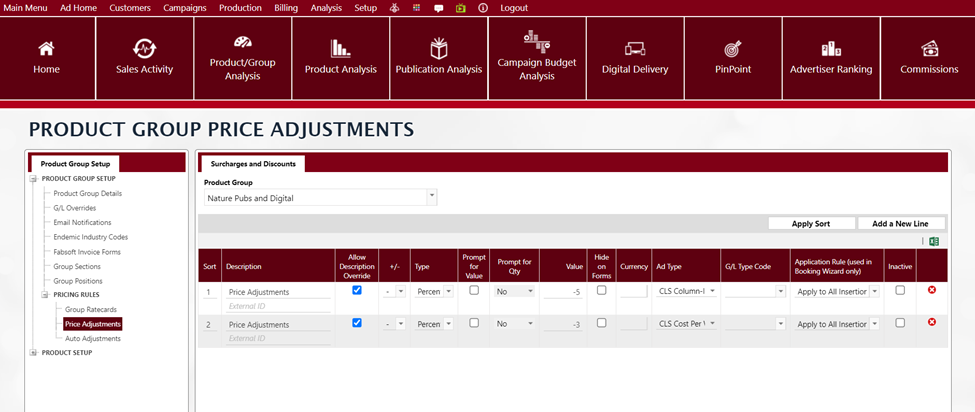 Main Menu Ad Home Customers Campaigns Production Billing Analysis Setup Logout
Home
Sales Activity
Product/Group
Analysis
Product Analysis
Publication Analysis
Campaign Budget
Analysis
Digital Delivery
PinPoint
Advertiser Ranking
Commissions
PRODUCT GROUP PRICE ADJUSTMENTS
Product Group Setup
PRODUCT GROUP SETUP
Product Group Details
G/L Overrides
Email Notifications
Endemic Industry Codes
Fabsoft Invoice Forms
Group Sections
Group Positions
PRICING RULES
Group Ratecards
Price Adjustments
Auto Adjustments
PRODUCT SETUP
Surcharges and Discounts
Product Group
Nature Pubs and Digital
Apply Sort Add a New Line
Sort Description Allow Description Override +/- Type Prompt for Value Prompt for Qty Value Hide on Forms Currency Ad Type G/L Type Code Application Rule (used in Booking Wizard only) Inactive
1 Price Adjustments - Percen No -5 CLS Column-I Apply to All Insertior
External ID
2 Price Adjustments - Percen No -3 CLS Cost Per Apply to All Insertior
External ID